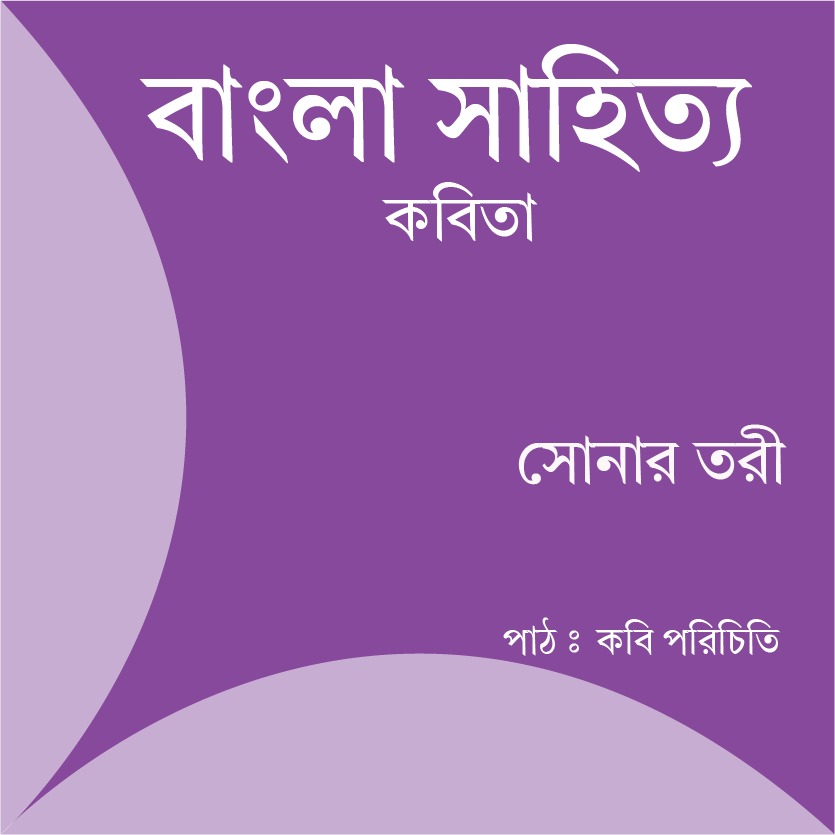 বাংলা সাহিত্য
কবিতা
সোনার তরী
পাঠ ঃ কবি পরিচিতি